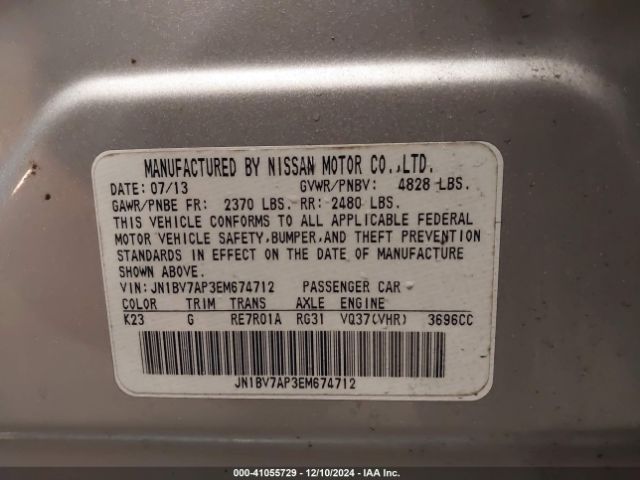 MANUFACTURED BY NISSAN MOTOR CO.,LTD.
DATE: 07/13 GVWR/PNBV: 4828 LBS.
GAWR/PNBE FR: 2370 LBS. RR: 2480 LBS.
THIS VEHICLE CONFORMS TO ALL APPLICABLE FEDERAL
MOTOR VEHICLE SAFETY,BUMPER,AND THEFT PREVENTION
STANDARDS IN EFFECT ON THE DATE OF MANUFACTURE
SHOWN ABOVE.
VIN: JN1BV7AP3EM674712 PASSENGER CAR
COLOR TRIM TRANS AXLE ENGINE
K23 G RE7R01A RG31 VQ37(VHR) 3696CC
JN1BV7AP3EM674712
000-41055729 - 12/10/2024 - IAA Inc.